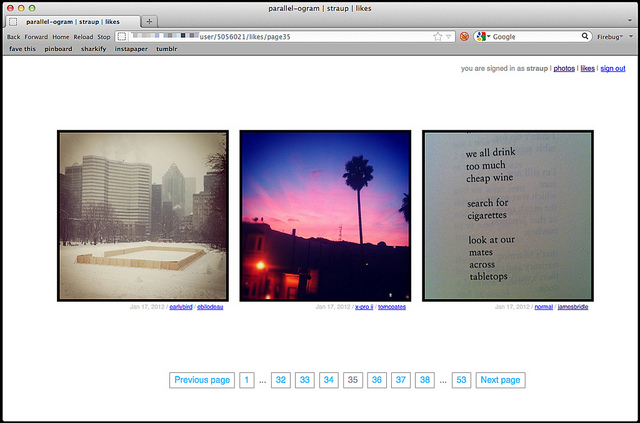 parallel-ogram | straup | likes
parallel-ogram | straup | likes
Back Forward Home Reload Stop
user/5056021/likes/page35
Google
Firebug
fave this pinboard sharkify instapaper tumblr
you are signed in as straup | photos | likes | sign out
we all drink
too much
cheap wine
search for
cigarettes
look at our
mates
across
tabletops
Jan 17, 2012 / earlybird / ebilodeau
Jan 17, 2012 / x-pro ii / tomcoates
Jan 17, 2012 / normal / jamesbridle
Previous page 1 ... 32 33 34 35 36 37 38 ... 53 Next page